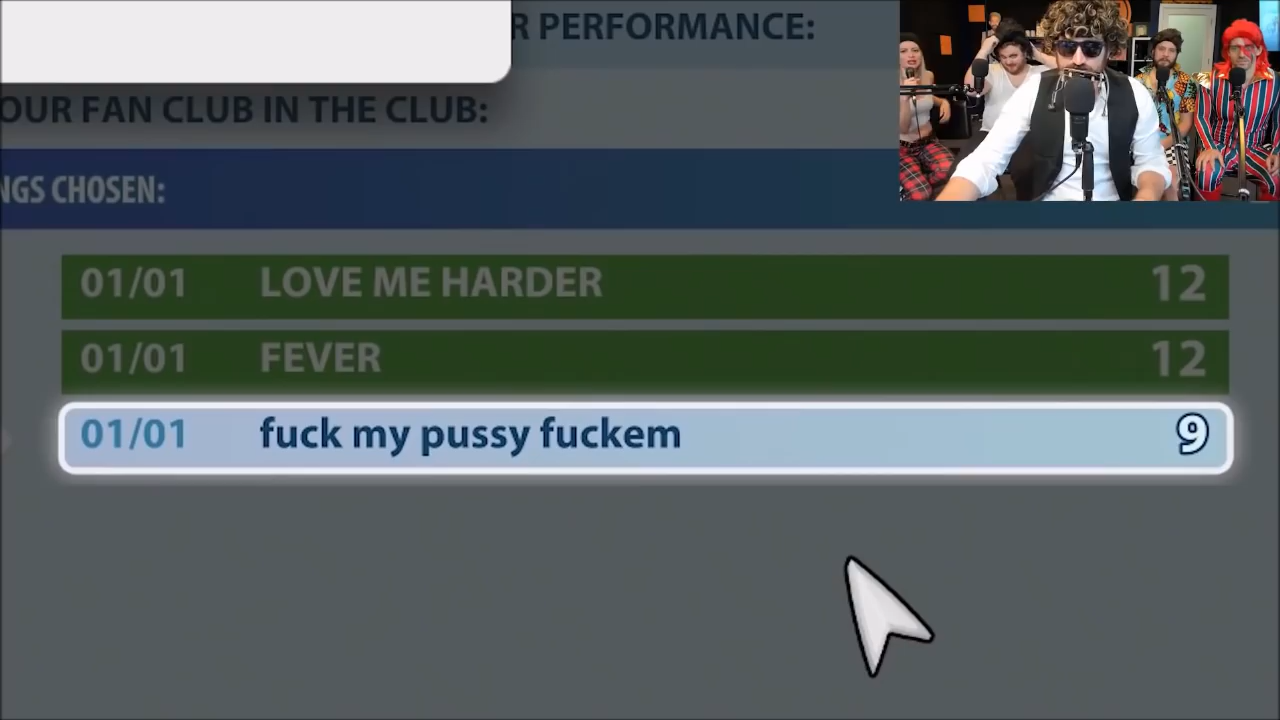 R PERFORMANCE:
OUR FAN CLUB IN THE CLUB:
NGS CHOSEN:
01/01 LOVE ME HARDER 12
01/01 FEVER 12
01/01 fuck my pussy fuckem 9